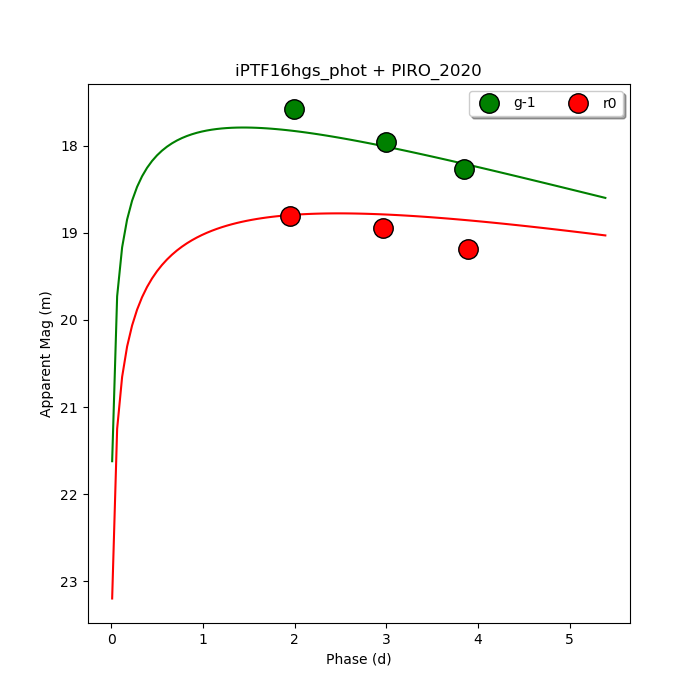 iPTF16hgs_phot + PIRO_2020
g-1 r0
18
19
20
21
22
23
Apparent Mag (m)
0 1 2 3 4 5
Phase (d)